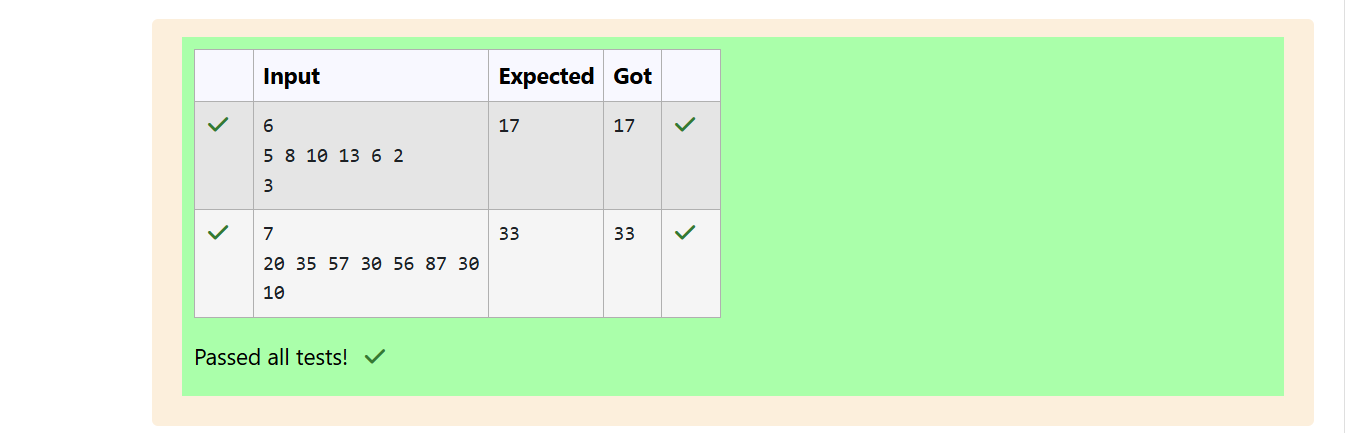 Input Expected Got
6 17 17
5 8 10 13 6 2
3
7 33 33
20 35 57 30 56 87 30
10
Passed all tests!